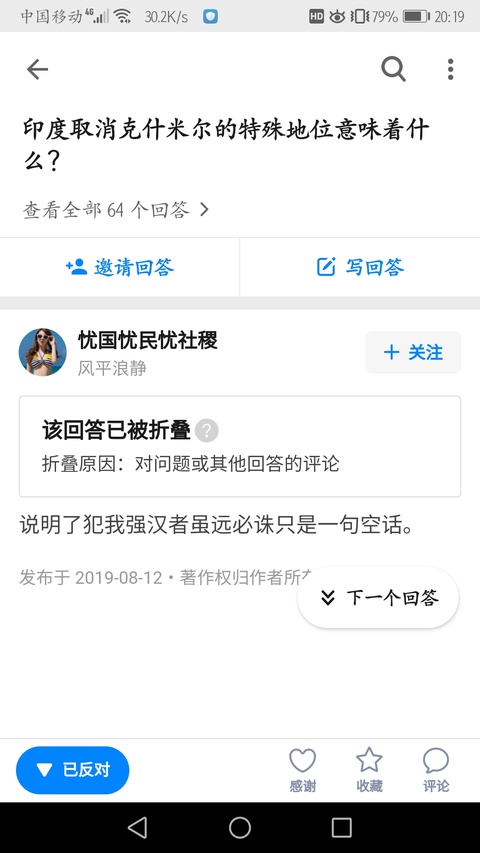 中国移动 4G 30.2K/s HD 79% 20:19
印度取消克什米尔的特殊地位意味着什
么？
查看全部 64 个回答
邀请回答 写回答
忧国忧民忧社稷
风平浪静
+ 关注
该回答已被折叠 ?
折叠原因：对问题或其他回答的评论
说明了犯我强汉者虽远必诛只是一句空话。
发布于 2019-08-12・著作权归作者所
下一个回答
已反对 感谢 收藏 评论